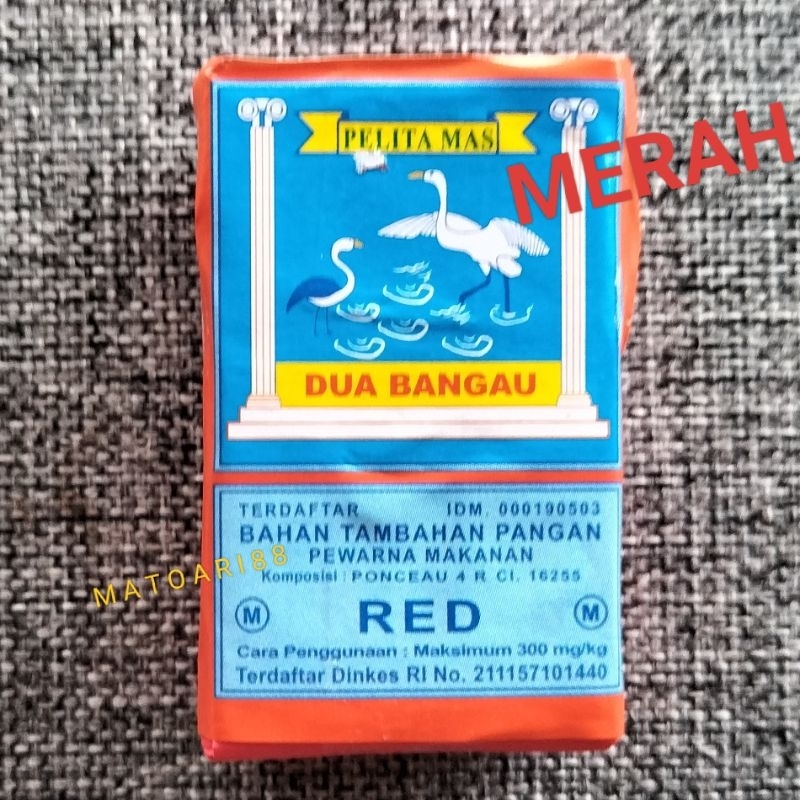 PELITA MAS
MERAH
DUA BANGAU
TERDAFTAR IDM. 000190503
BAHAN TAMBAHAN PANGAN
PEWARNA MAKANAN
Komposisi : PONCEAU 4 R CI. 16255
MATOARI88
M RED M
Cara Penggunaan : Maksimum 300 mg/kg
Terdaftar Dinkes RI No. 211157101440